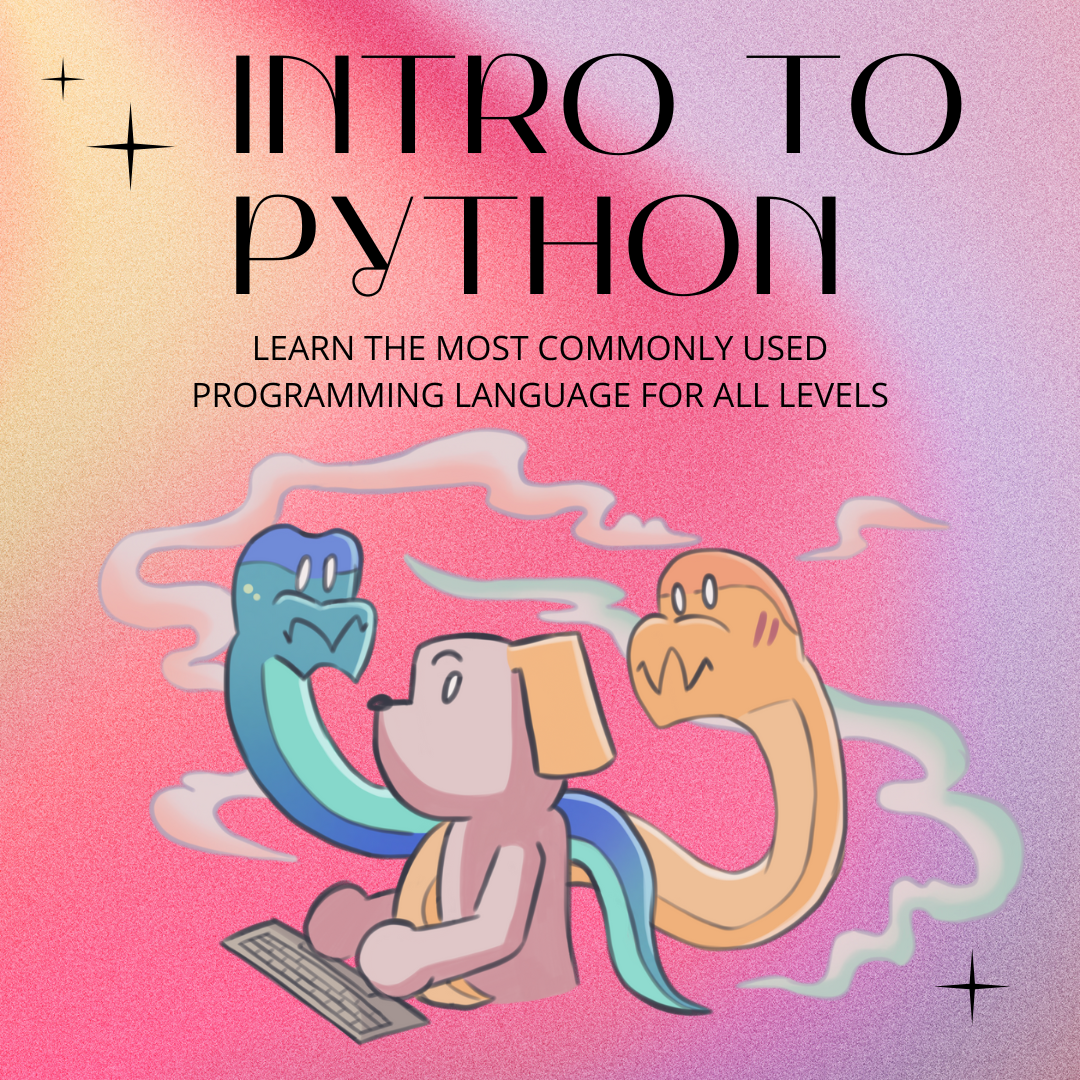 INTRO TO
PYTHON
LEARN THE MOST COMMONLY USED
PROGRAMMING LANGUAGE FOR ALL LEVELS